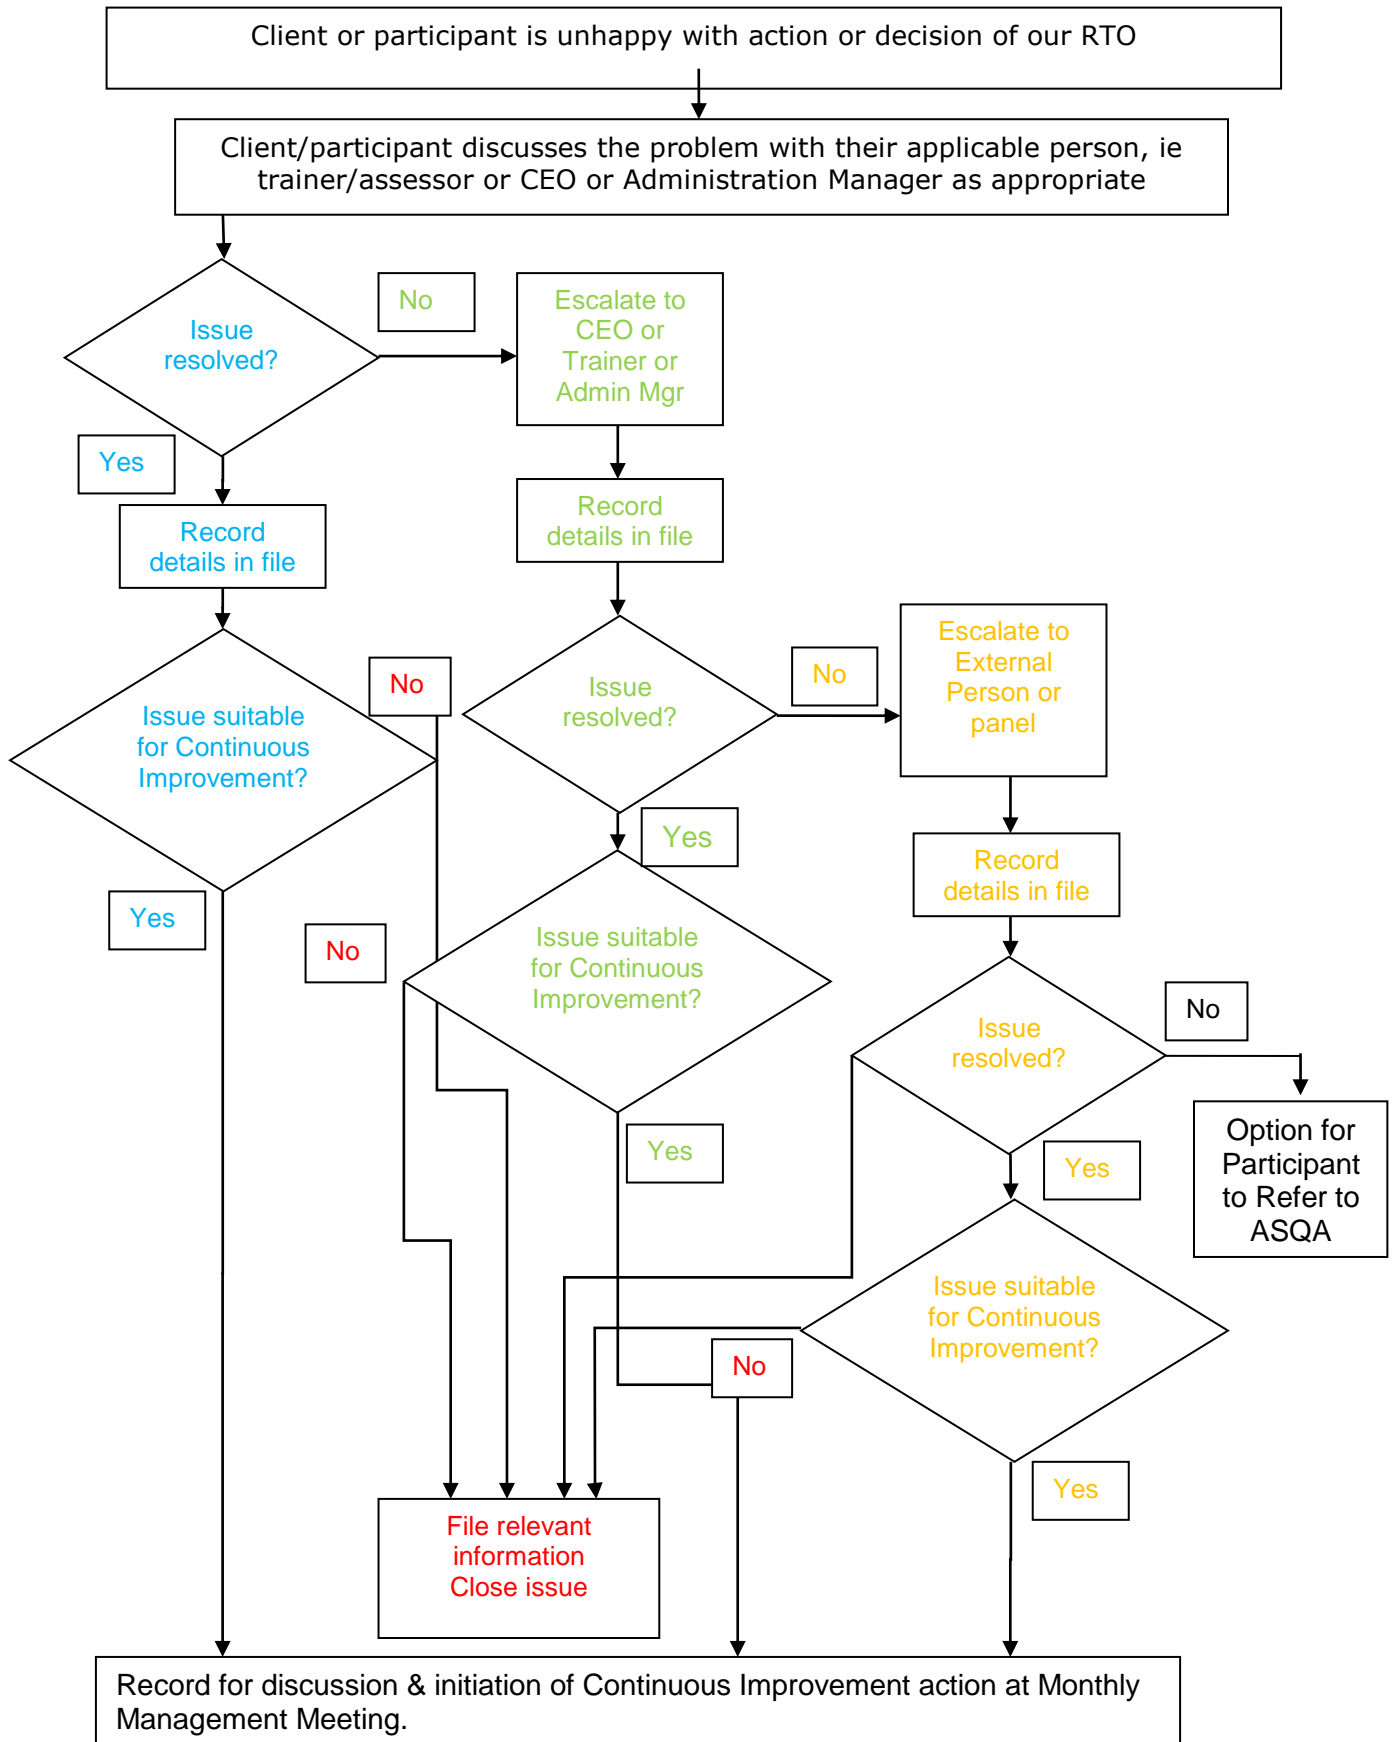 Client or participant is unhappy with action or decision of our RTO
Client/participant discusses the problem with their applicable person, ie
trainer/assessor or CEO or Administration Manager as appropriate
No
Escalate to
CEO or
Trainer or
Admin Mgr
Issue
resolved?
Yes
Record
details in file
Record
details in file
No
Issue suitable
for Continuous
Improvement?
Issue
resolved?
No
Escalate to
External
Person or
panel
Yes
Record
details in file
Yes
No
Issue suitable
for Continuous
Improvement?
No
Issue
resolved?
Yes
Yes
Option for
Participant
to Refer to
ASQA
Issue suitable
for Continuous
Improvement?
No
Yes
File relevant
information
Close issue
Record for discussion & initiation of Continuous Improvement action at Monthly
Management Meeting.